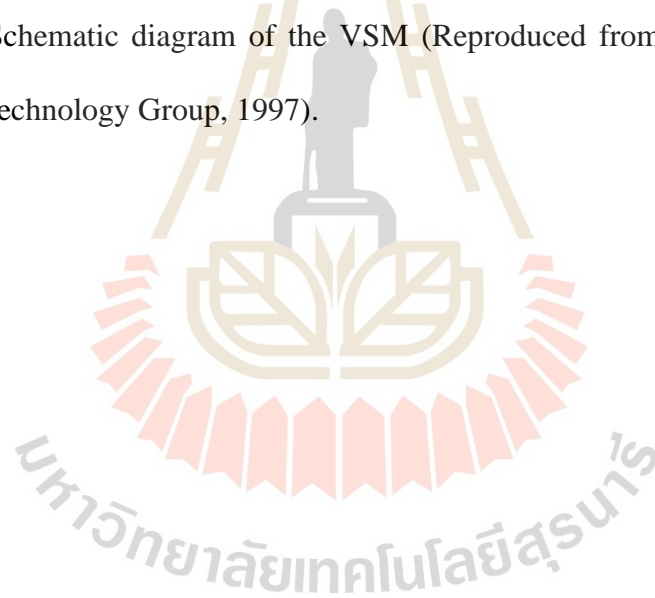 Schematic diagram of the VSM (Reproduced from
Technology Group, 1997).
มหาวิทยาลัยเทคโนโลยีสุรนารี